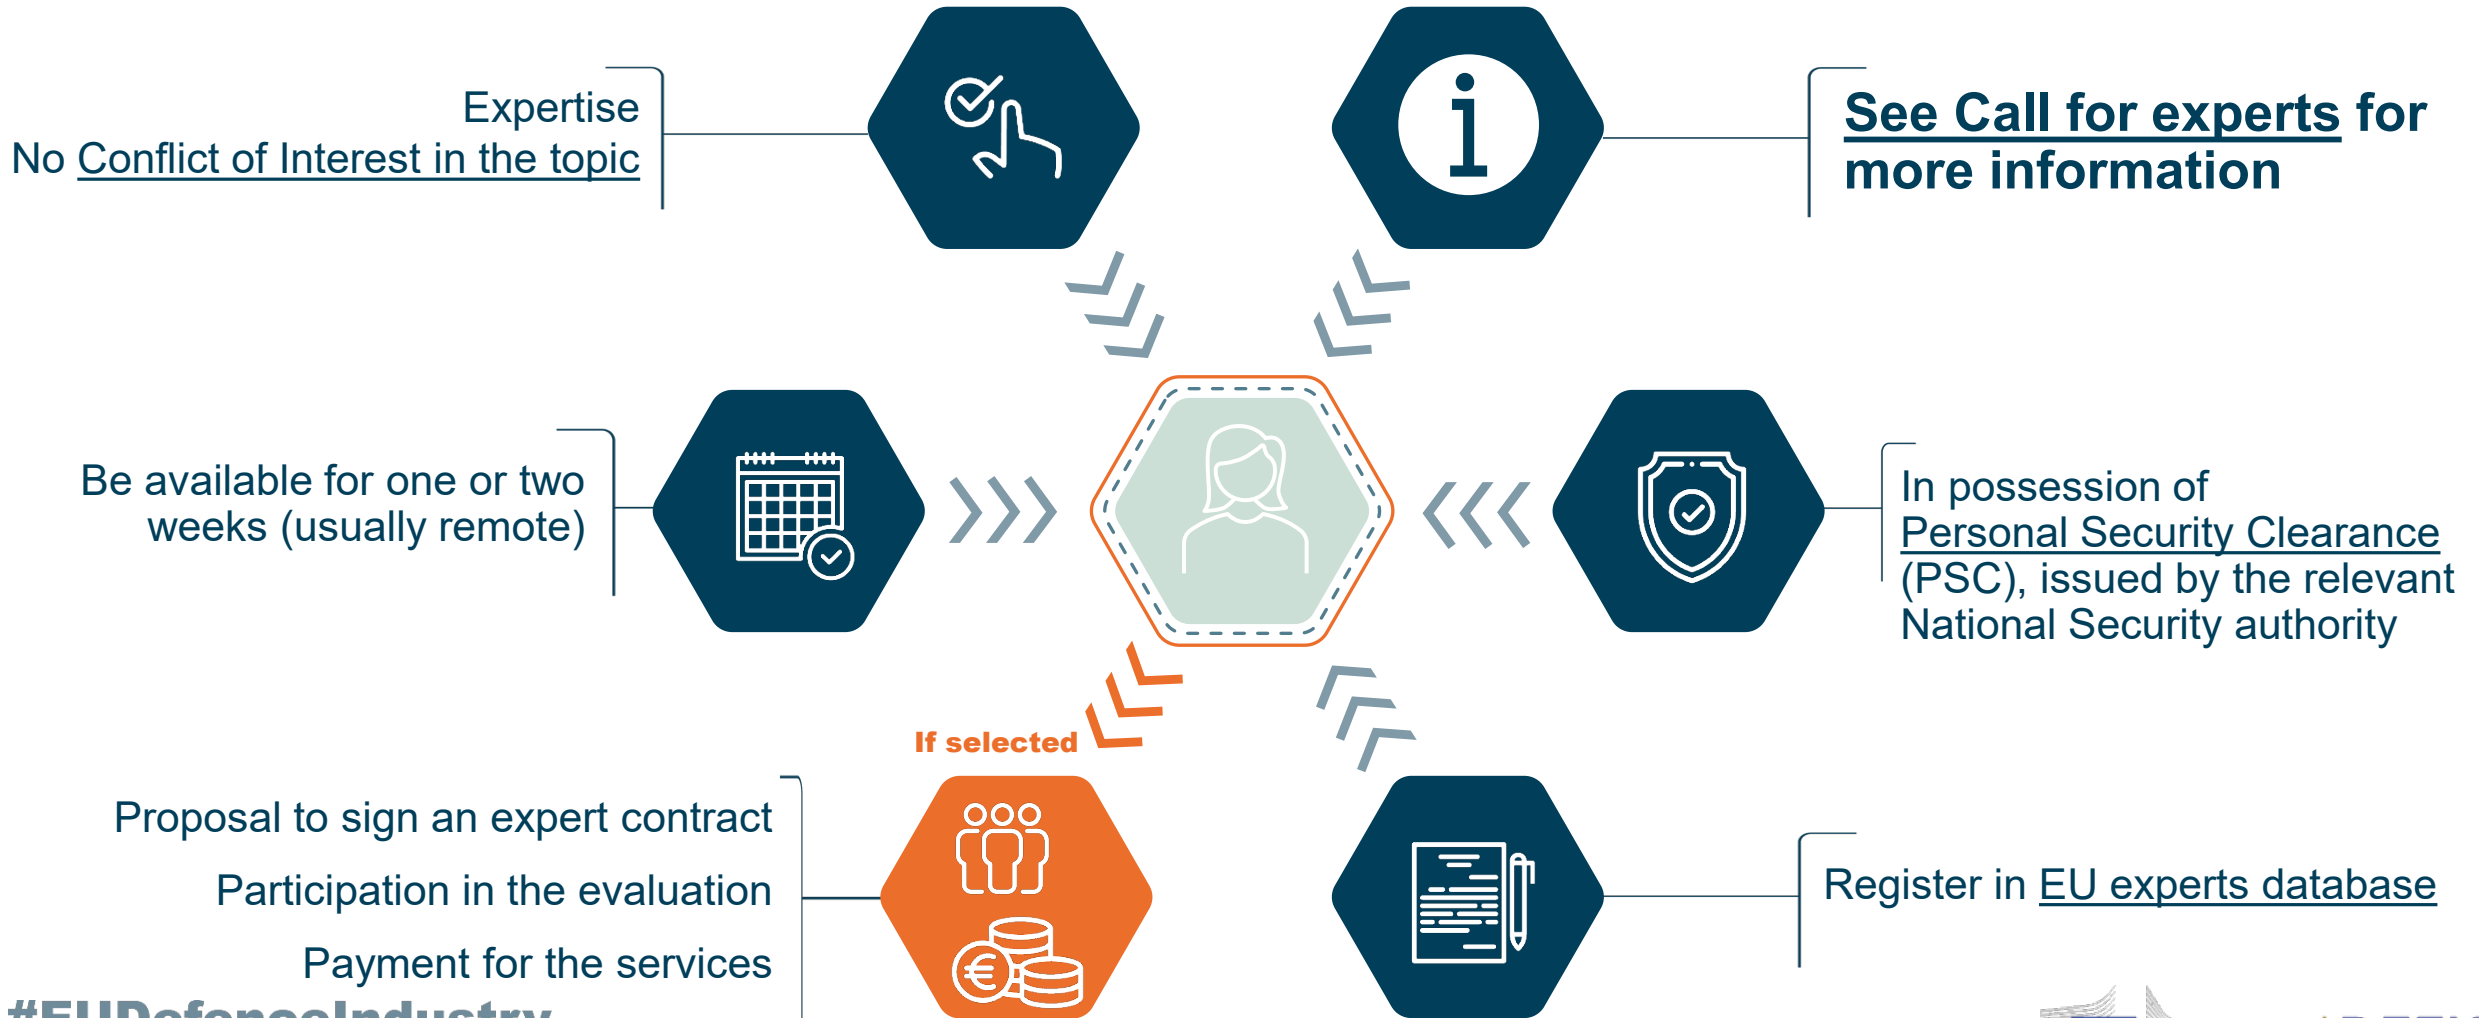 Expertise
No Conflict of Interest in the topic
See Call for experts for
more information
Be available for one or two
weeks (usually remote)
In possession of
Personal Security Clearance
(PSC), issued by the relevant
National Security authority
If selected
Proposal to sign an expert contract
Participation in the evaluation
Payment for the services
Register in EU experts database
#EUDefenceIndustry